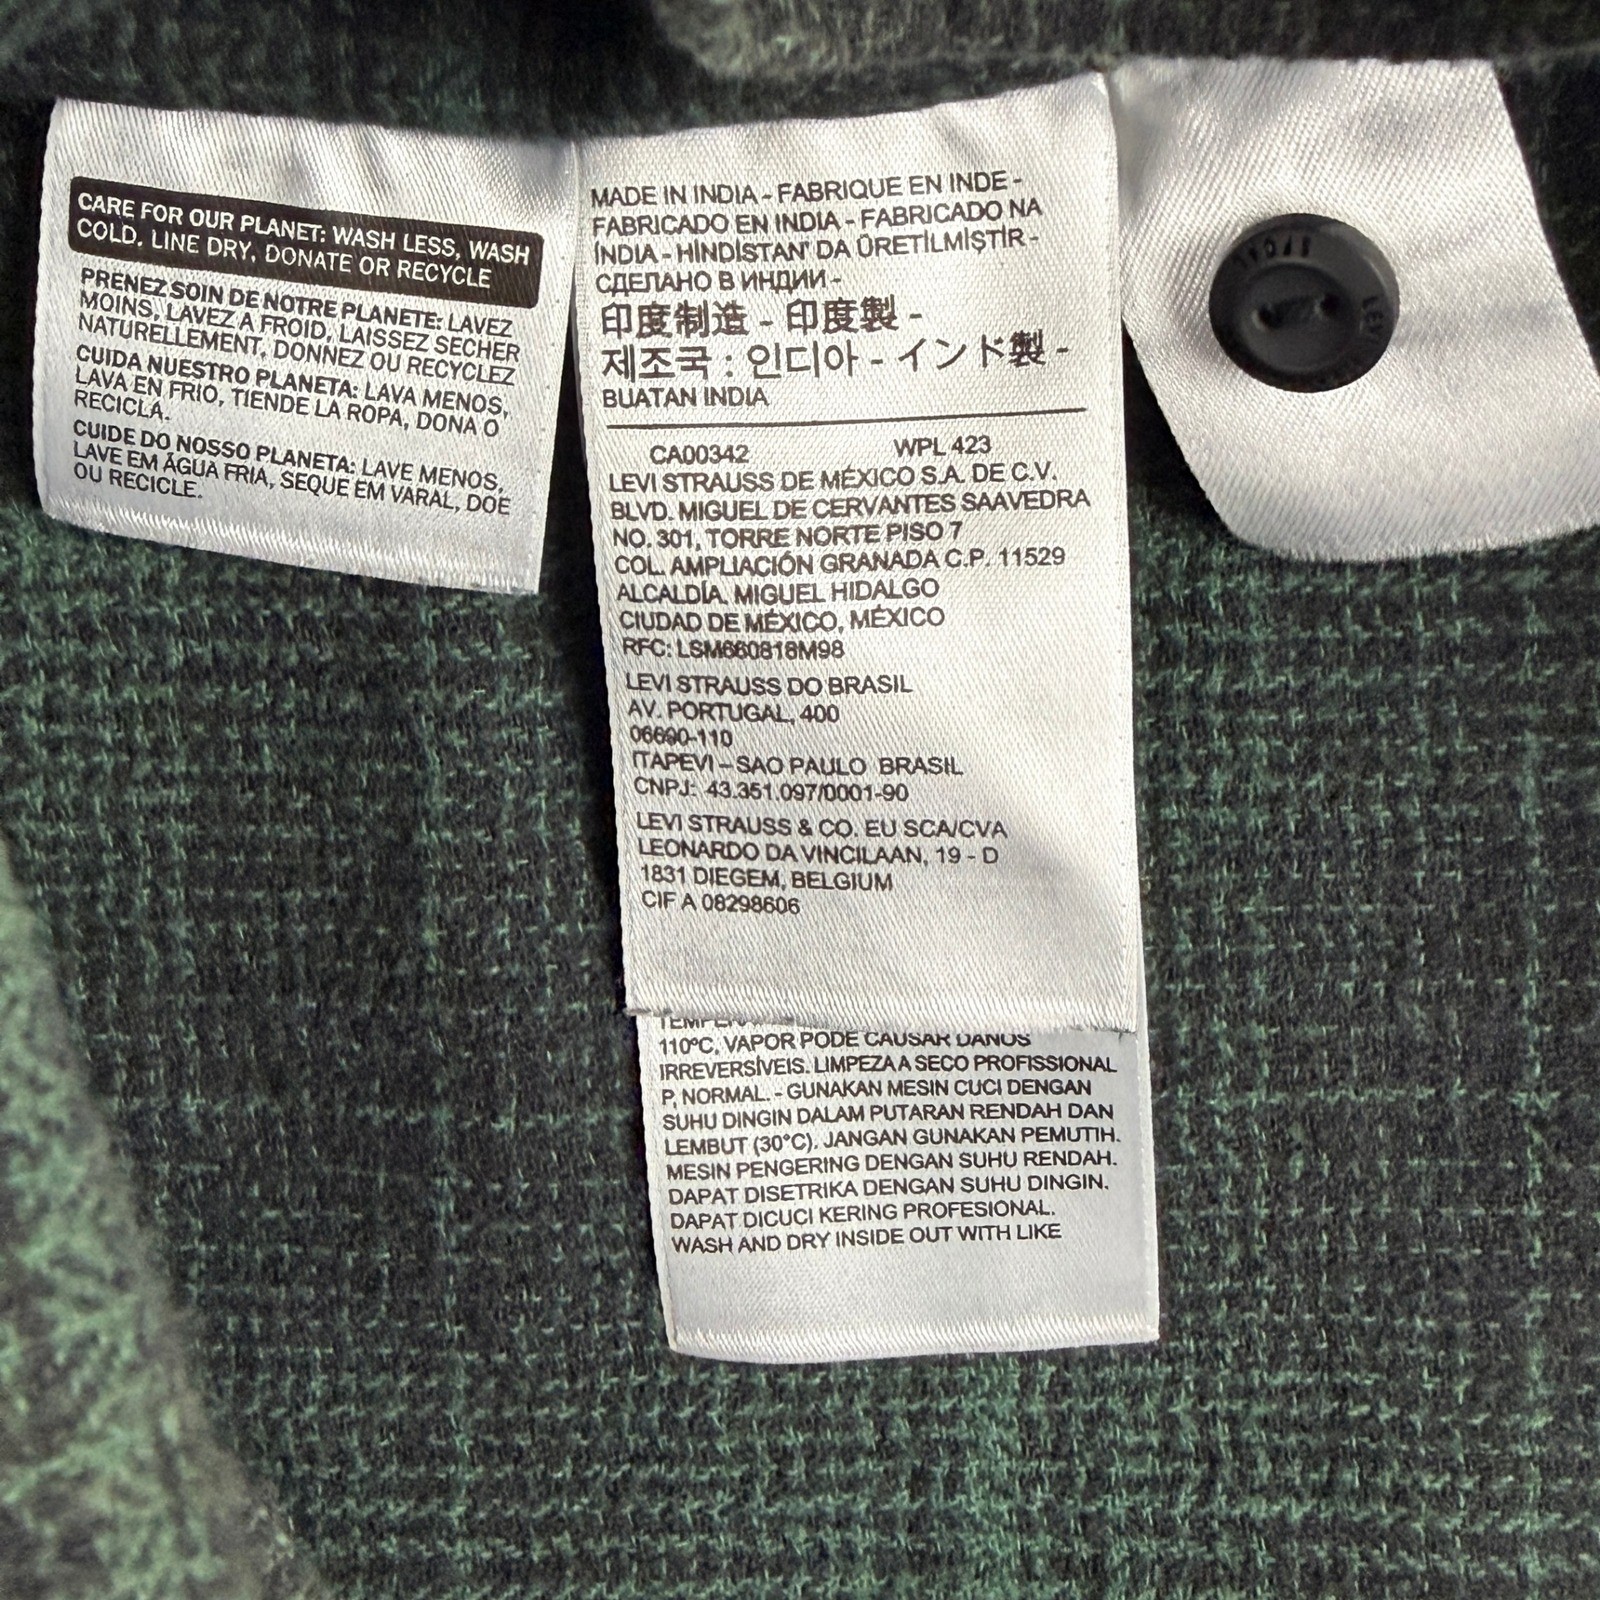 CARE FOR OUR PLANET: WASH LESS, WASH
COLD, LINE DRY, DONATE OR RECYCLE
PRENEZ SOIN DE NOTRE PLANETE: LAVEZ
MOINS, LAVEZ A FROID, LAISSEZ SECHER
NATURELLEMENT, DONNEZ OU RECYCLEZ
CUIDA NUESTRO PLANETA: LAVA MENOS,
LAVA EN FRIO, TIENDE LA ROPA, DONA O
RECICLA.
CUIDE DO NOSSO PLANETA: LAVE MENOS,
LAVE EM ÁGUA FRIA, SEQUE EM VARAL, DOE
OU RECICLE.
MADE IN INDIA - FABRIQUE EN INDE -
FABRICADO EN INDIA - FABRICADO NA
ÍNDIA - HİNDİSTAN' DA ÜRETİLMİŞTİR -
СДЕЛАНО В ИНДИИ -
印度制造 - 印度製 -
제조국 : 인디아 - インド製 -
BUATAN INDIA
CA00342 WPL 423
LEVI STRAUSS DE MÉXICO S.A. DE C.V.
BLVD. MIGUEL DE CERVANTES SAAVEDRA
NO. 301, TORRE NORTE PISO 7
COL. AMPLIACIÓN GRANADA C.P. 11529
ALCALDÍA, MIGUEL HIDALGO
CIUDAD DE MÉXICO, MÉXICO
RFC: LSM660818M98
LEVI STRAUSS DO BRASIL
AV. PORTUGAL, 400
06690-110
ITAPEVI – SAO PAULO BRASIL
CNPJ: 43.351.097/0001-90
LEVI STRAUSS & CO. EU SCA/CVA
LEONARDO DA VINCILAAN, 19 - D
1831 DIEGEM, BELGIUM
CIF A 08298606
110ºC, VAPOR PODE CAUSAR DANOS
IRREVERSÍVEIS. LIMPEZA A SECO PROFISSIONAL
P, NORMAL. - GUNAKAN MESIN CUCI DENGAN
SUHU DINGIN DALAM PUTARAN RENDAH DAN
LEMBUT (30°C). JANGAN GUNAKAN PEMUTIH.
MESIN PENGERING DENGAN SUHU RENDAH.
DAPAT DISETRIKA DENGAN SUHU DINGIN.
DAPAT DICUCI KERING PROFESIONAL.
WASH AND DRY INSIDE OUT WITH LIKE